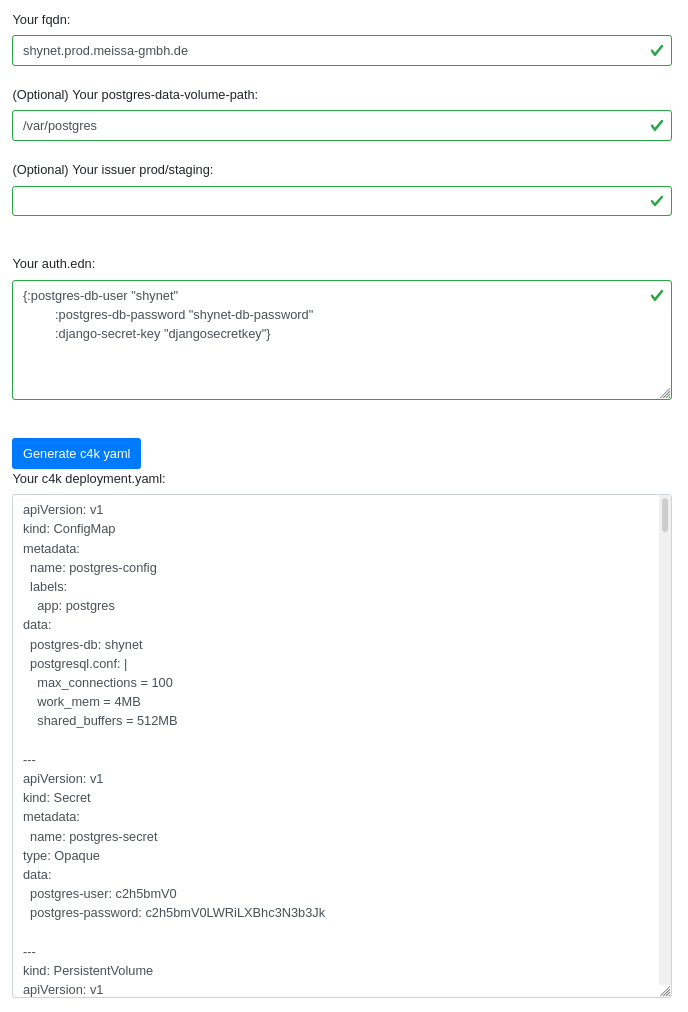 Your fqdn:
shynet.prod.meissa-gmbh.de
(Optional) Your postgres-data-volume-path:
/var/postgres
(Optional) Your issuer prod/staging:
Your auth.edn:
{:postgres-db-user "shynet"
:postgres-db-password "shynet-db-password"
:django-secret-key "djangosecretkey"}
Generate c4k yaml
Your c4k deployment.yaml:
apiVersion: v1
kind: ConfigMap
metadata:
  name: postgres-config
  labels:
    app: postgres
data:
  postgres-db: shynet
  postgresql.conf: |
    max_connections = 100
    work_mem = 4MB
    shared_buffers = 512MB
---
apiVersion: v1
kind: Secret
metadata:
  name: postgres-secret
type: Opaque
data:
  postgres-user: c2h5bmV0
  postgres-password: c2h5bmV0LWRiLXBhc3N3b3Jk
---
kind: PersistentVolume
apiVersion: v1